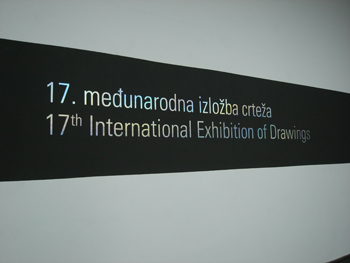 17. međunarodna izložba crteža
17th International Exhibition of Drawings